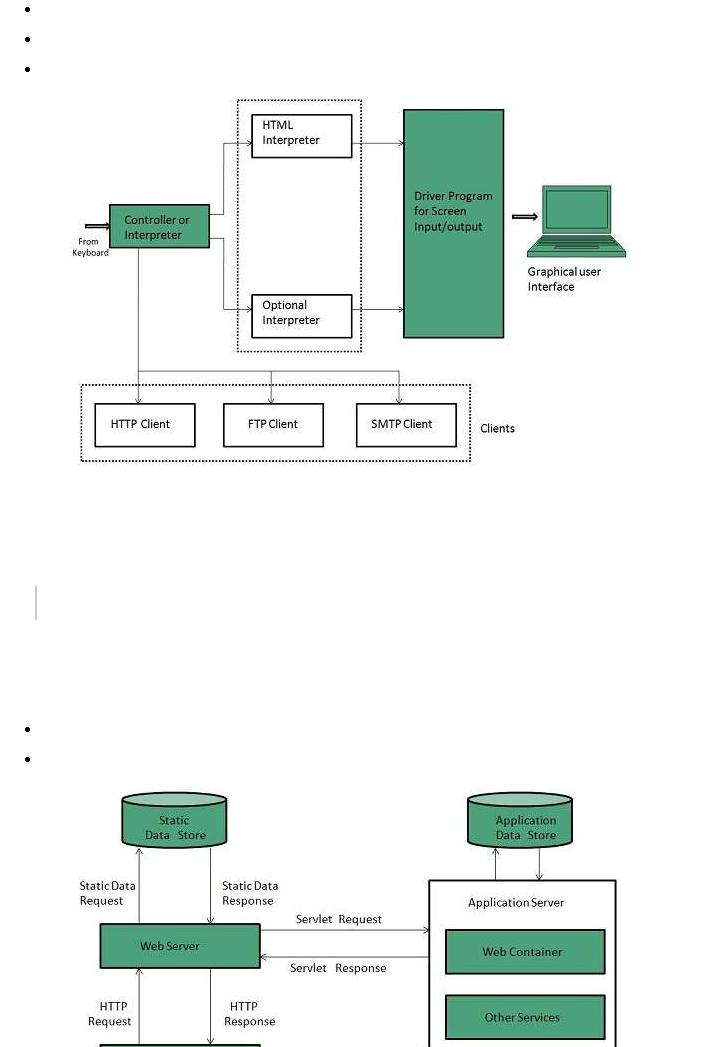 HTML
Interpreter
Driver Program
for Screen
Input/output
Controller or
Interpreter
From
Keyboard
Graphical user
Interface
Optional
Interpreter
HTTP Client
FTP Client
SMTP Client
Clients
Static
Data Store
Application
Data Store
Static Data
Request
Static Data
Response
Application Server
Servlet Request
Web Server
Web Container
Servlet Response
HTTP
Request
HTTP
Response
Other Services